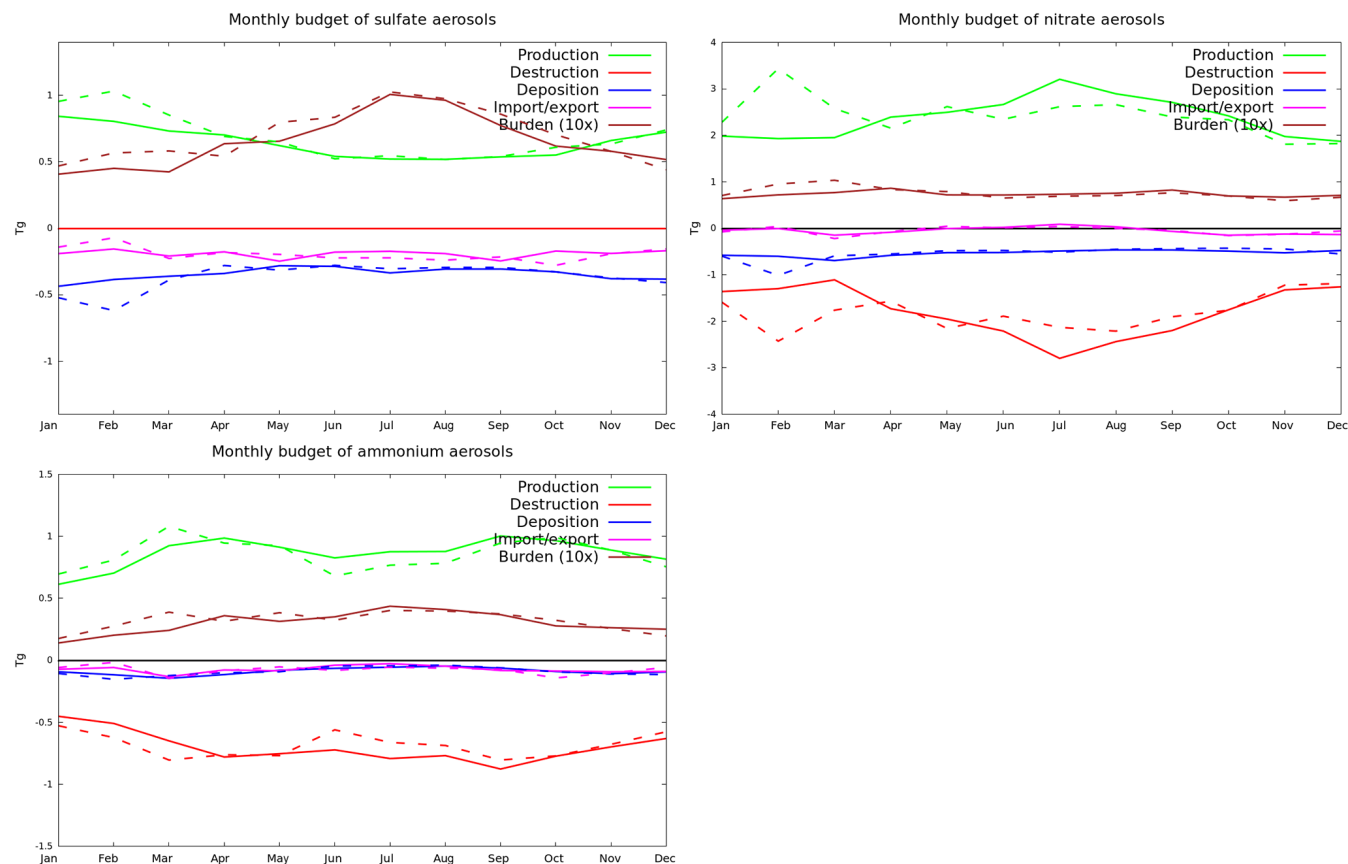 Monthly budget of sulfate aerosols
Production
Destruction
Deposition
Import/export
Burden (10x)
Tg
1
0.5
0
-0.5
-1
Jan Feb Mar Apr May Jun Jul Aug Sep Oct Nov Dec
Monthly budget of nitrate aerosols
Production
Destruction
Deposition
Import/export
Burden (10x)
Tg
4
3
2
1
0
-1
-2
-3
-4
Jan Feb Mar Apr May Jun Jul Aug Sep Oct Nov Dec
Monthly budget of ammonium aerosols
Production
Destruction
Deposition
Import/export
Burden (10x)
Tg
1.5
1
0.5
0
-0.5
-1
-1.5
Jan Feb Mar Apr May Jun Jul Aug Sep Oct Nov Dec